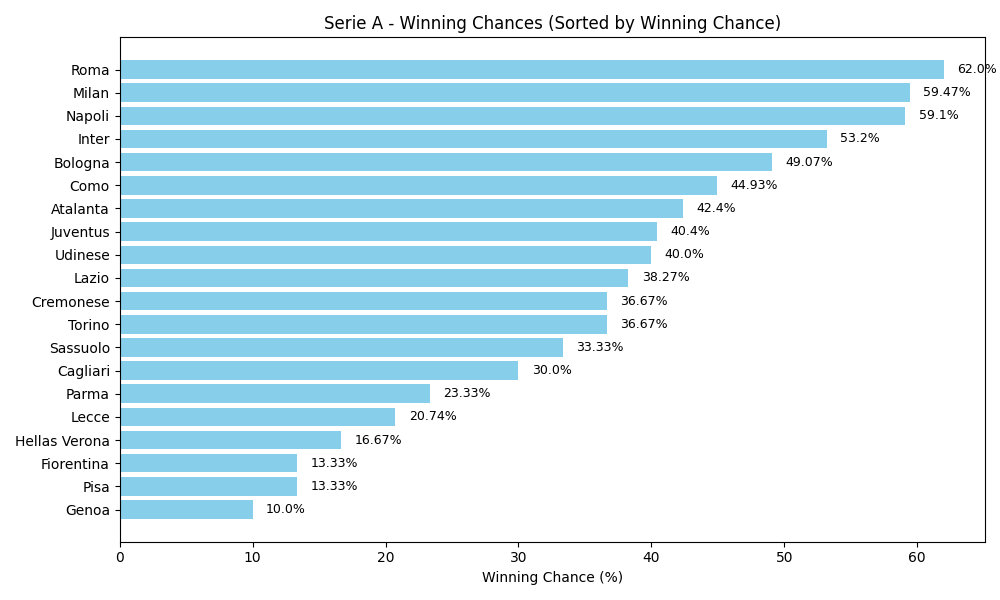 Serie A - Winning Chances (Sorted by Winning Chance)
Roma 62.0%
Milan 59.47%
Napoli 59.1%
Inter 53.2%
Bologna 49.07%
Como 44.93%
Atalanta 42.4%
Juventus 40.4%
Udinese 40.0%
Lazio 38.27%
Cremonese 36.67%
Torino 36.67%
Sassuolo 33.33%
Cagliari 30.0%
Parma 23.33%
Lecce 20.74%
Hellas Verona 16.67%
Fiorentina 13.33%
Pisa 13.33%
Genoa 10.0%
0 10 20 30 40 50 60
Winning Chance (%)